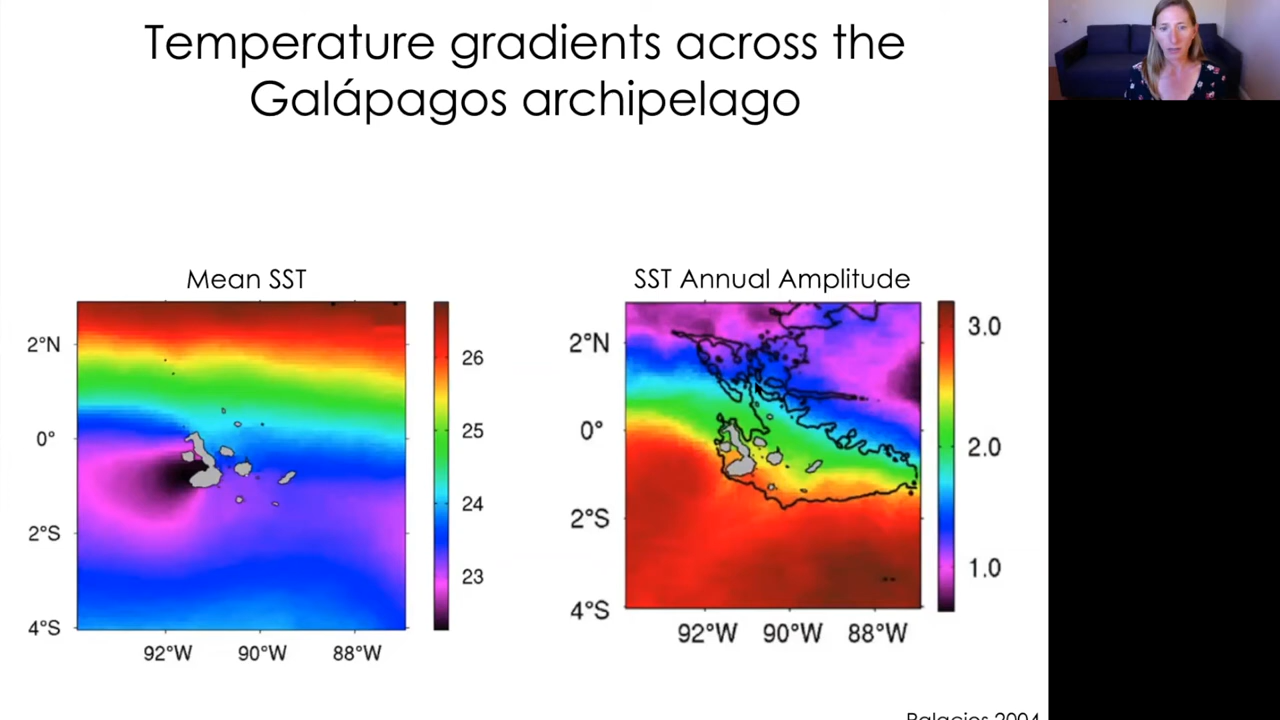 Temperature gradients across the
Galápagos archipelago
Mean SST
2°N
0°
2°S
4°S
92°W 90°W 88°W
26
25
24
23
SST Annual Amplitude
2°N
0°
2°S
4°S
92°W 90°W 88°W
3.0
2.0
1.0
Palacios 2004